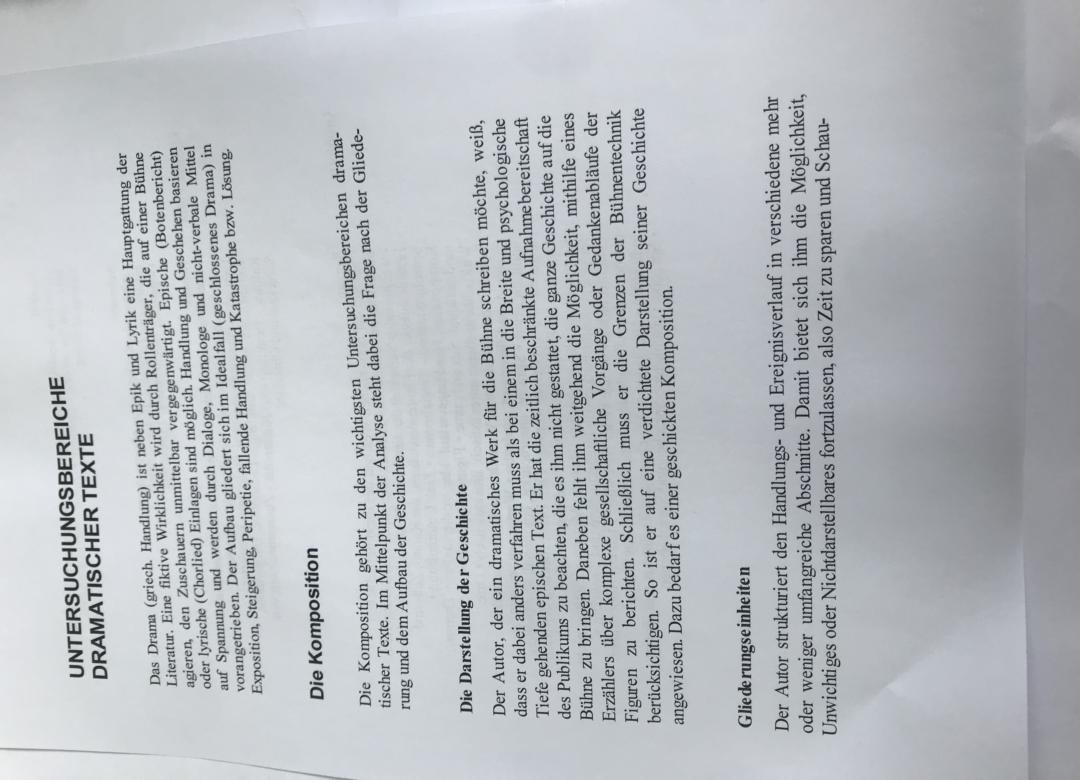 UNTERSUCHUNGSBEREICHE
DRAMATISCHER TEXTE
Das Drama (griech. Handlung) ist neben Epik und Lyrik eine Hauptgattung der
Literatur. Eine fiktive Wirklichkeit wird durch Rollenträger, die auf einer Bühne
agieren, den Zuschauern unmittelbar vergegenwärtigt. Epische (Botenbericht)
oder lyrische (Chorlied) Einlagen sind möglich. Handlung und Geschehen basieren
auf Spannung und werden durch Dialoge, Monologe und nicht-verbale Mittel
vorangetrieben. Der Aufbau gliedert sich im Idealfall (geschlossenes Drama) in
Exposition, Steigerung, Peripetie, fallende Handlung und Katastrophe bzw. Lösung.
Die Komposition
Die Komposition gehört zu den wichtigsten Untersuchungsbereichen drama-
tischer Texte. Im Mittelpunkt der Analyse steht dabei die Frage nach der Gliede-
rung und dem Aufbau der Geschichte.
Die Darstellung der Geschichte
Der Autor, der ein dramatisches Werk für die Bühne schreiben möchte, weiß,
dass er dabei anders verfahren muss als bei einem in die Breite und psychologische
Tiefe gehenden epischen Text. Er hat die zeitlich beschränkte Aufnahmebereitschaft
des Publikums zu beachten, die es ihm nicht gestattet, die ganze Geschichte auf die
Bühne zu bringen. Daneben fehlt ihm weitgehend die Möglichkeit, mithilfe eines
Erzählers über komplexe gesellschaftliche Vorgänge oder Gedankenabläufe der
Figuren zu berichten. Schließlich muss er die Grenzen der Bühnentechnik
berücksichtigen. So ist er auf eine verdichtete Darstellung seiner Geschichte
angewiesen. Dazu bedarf es einer geschickten Komposition.
Gliederungseinheiten
Der Autor strukturiert den Handlungs- und Ereignisverlauf in verschiedene mehr
oder weniger umfangreiche Abschnitte. Damit bietet sich ihm die Möglichkeit,
Unwichtiges oder Nichtdarstellbares fortzulassen, also Zeit zu sparen und Schau-